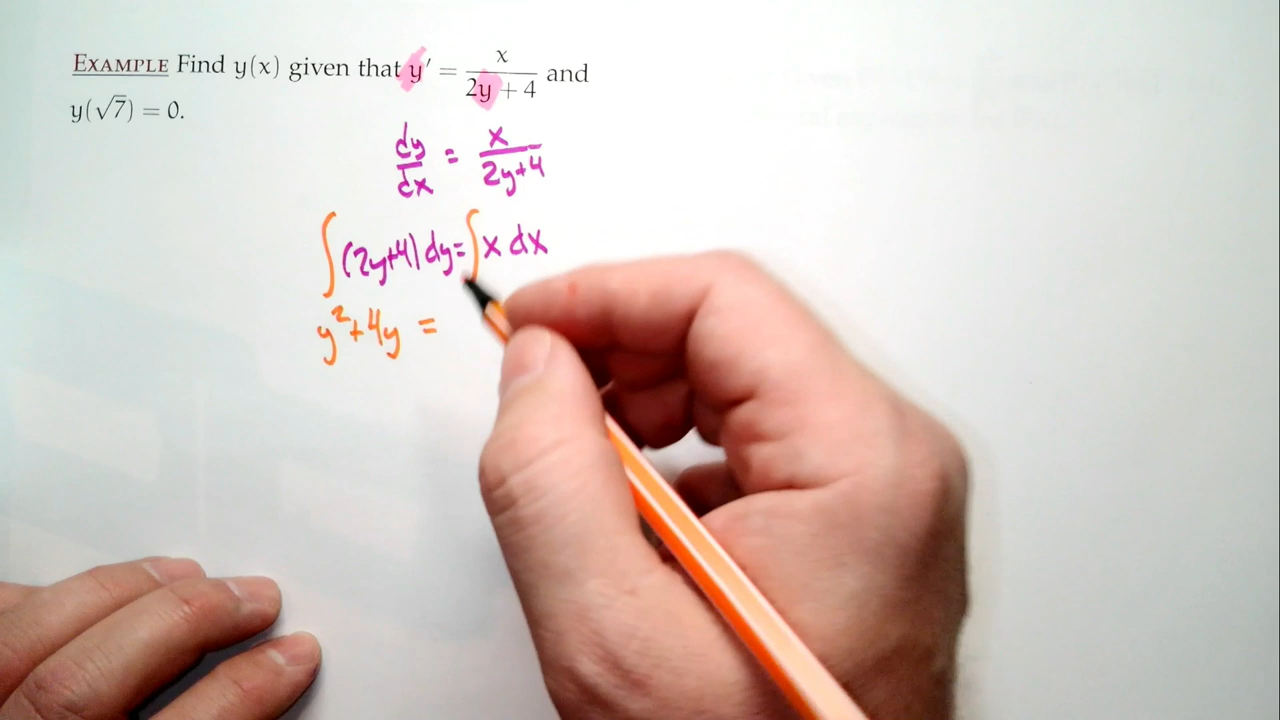 EXAMPLE Find y(x) given that y′ = x/(2y + 4) and
y(√7) = 0.
dy/dx = x/(2y+4)
∫(2y+4) dy = ∫x dx
y²+4y =